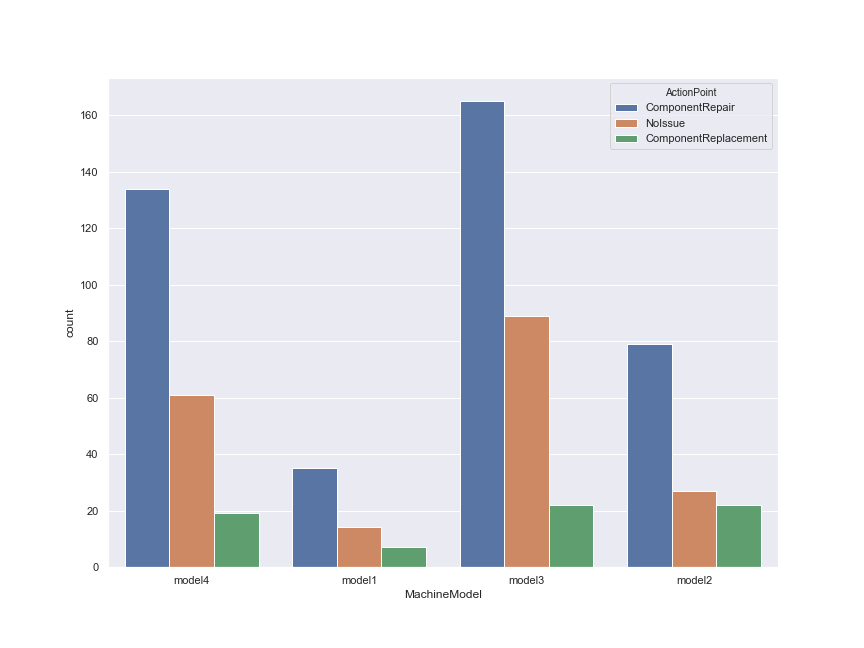 ActionPoint
ComponentRepair
NoIssue
ComponentReplacement
160
140
120
100
80
60
40
20
0
count
model4 model1 model3 model2
MachineModel